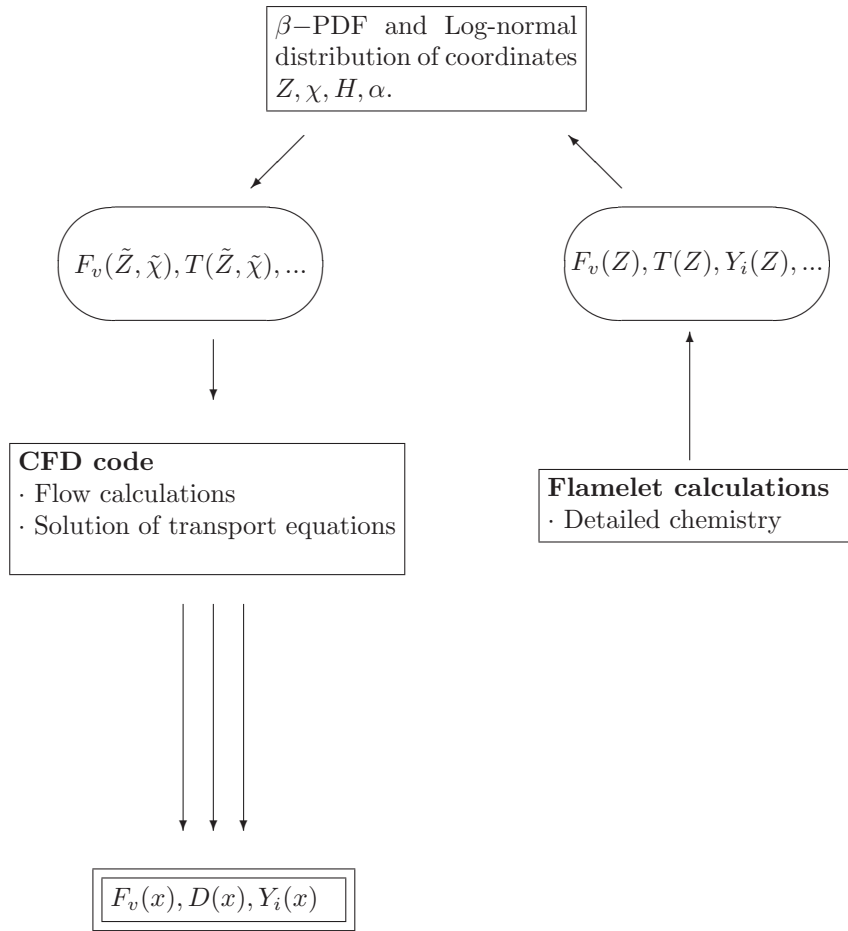 β−PDF and Log-normal
distribution of coordinates
Z, χ, H, α.
F_v(Z̃, χ̃), T(Z̃, χ̃), ...
F_v(Z), T(Z), Y_i(Z), ...
CFD code
· Flow calculations
· Solution of transport equations
Flamelet calculations
· Detailed chemistry
F_v(x), D(x), Y_i(x)